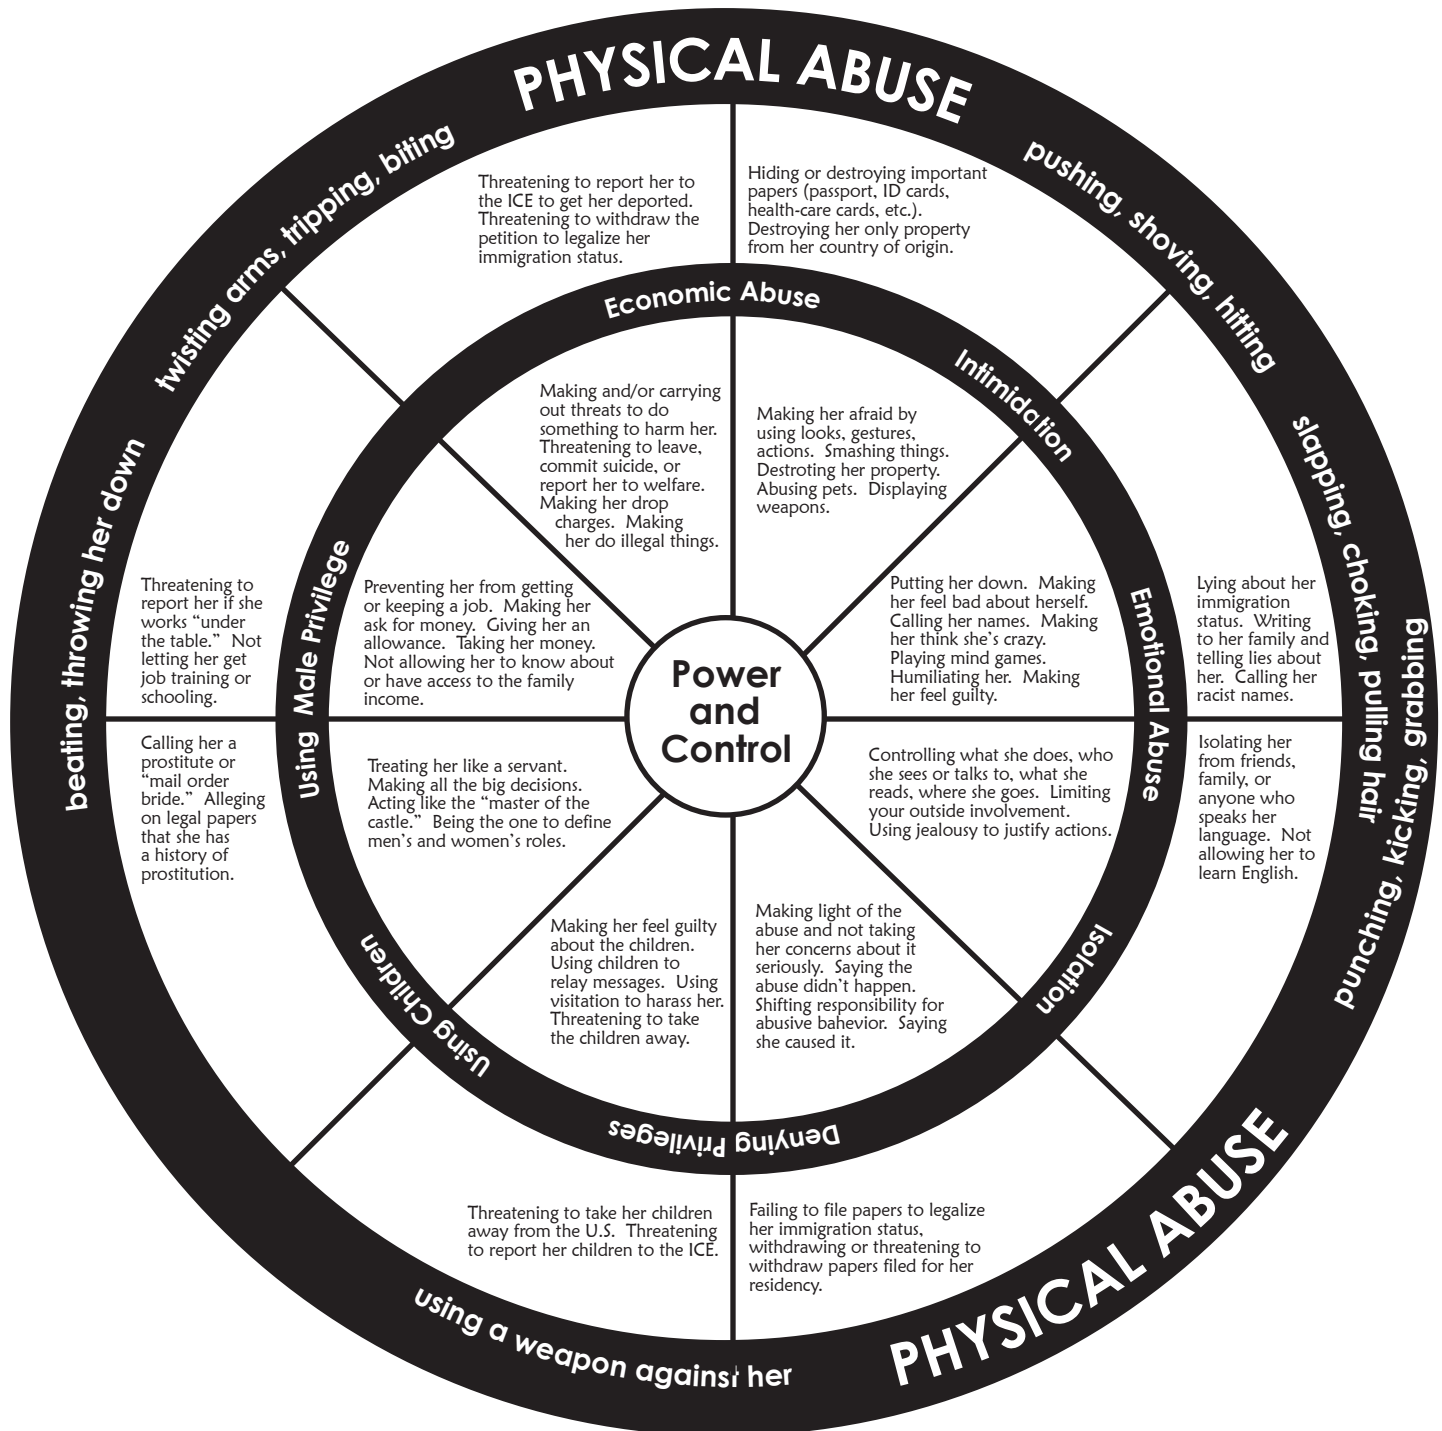 PHYSICAL ABUSE
twisting arms, tripping, biting
pushing, shoving, hitting
Threatening to report her to
the ICE to get her deported.
Threatening to withdraw the
petition to legalize her
immigration status.
Hiding or destroying important
papers (passport, ID cards,
health-care cards, etc.).
Destroying her only property
from her country of origin.
Economic Abuse
Intimidation
Making and/or carrying
out threats to do
something to harm her.
Threatening to leave,
commit suicide, or
report her to welfare.
Making her drop
charges.  Making
her do illegal things.
Making her afraid by
using looks, gestures,
actions.  Smashing things.
Destroting her property.
Abusing pets.  Displaying
weapons.
beating, throwing her down
slapping, choking, pulling hair
punching, kicking, grabbing
Threatening to
report her if she
works “under
the table.”  Not
letting her get
job training or
schooling.
Using Male Privilege
Preventing her from getting
or keeping a job.  Making her
ask for money.  Giving her an
allowance.  Taking her money.
Not allowing her to know about
or have access to the family
income.
Power
and
Control
Putting her down.  Making
her feel bad about herself.
Calling her names.  Making
her think she’s crazy.
Playing mind games.
Humiliating her.  Making
her feel guilty.
Emotional Abuse
Lying about her
immigration
status.  Writing
to her family and
telling lies about
her.  Calling her
racist names.
Calling her a
prostitute or
“mail order
bride.”  Alleging
on legal papers
that she has
a history of
prostitution.
Treating her like a servant.
Making all the big decisions.
Acting like the “master of the
castle.”  Being the one to define
men’s and women’s roles.
Controlling what she does, who
she sees or talks to, what she
reads, where she goes.  Limiting
your outside involvement.
Using jealousy to justify actions.
Isolating her
from friends,
family, or
anyone who
speaks her
language.  Not
allowing her to
learn English.
Using Children
Making her feel guilty
about the children.
Using children to
relay messages.  Using
visitation to harass her.
Threatening to take
the children away.
Making light of the
abuse and not taking
her concerns about it
seriously.  Saying the
abuse didn’t happen.
Shifting responsibility for
abusive bahevior.  Saying
she caused it.
Isolation
Denying Privileges
Threatening to take her children
away from the U.S.  Threatening
to report her children to the ICE.
Failing to file papers to legalize
her immigration status,
withdrawing or threatening to
withdraw papers filed for her
residency.
using a weapon against her
PHYSICAL ABUSE